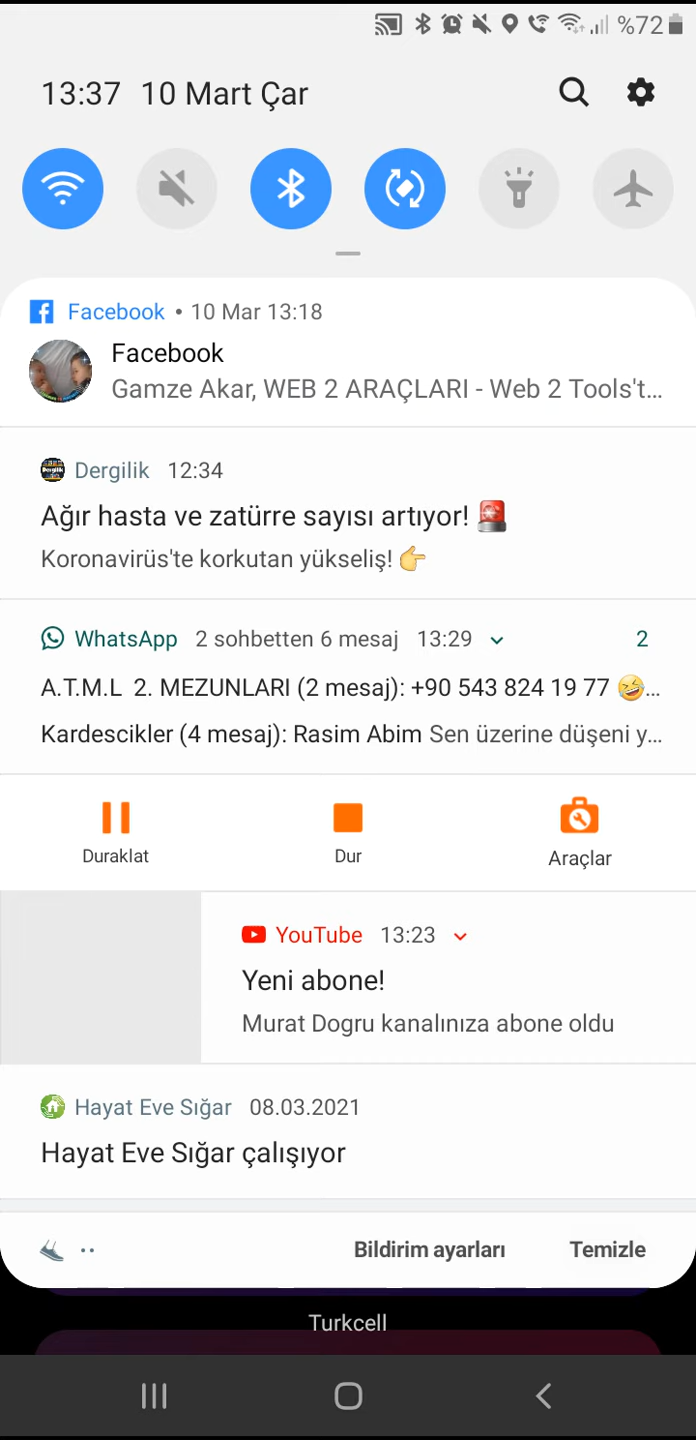 %72
13:37 10 Mart Çar
Facebook • 10 Mar 13:18
Facebook
Gamze Akar, WEB 2 ARAÇLARI - Web 2 Tools't...
Dergilik 12:34
Ağır hasta ve zatürre sayısı artıyor! 🚨
Koronavirüs'te korkutan yükseliş! 👉
WhatsApp 2 sohbetten 6 mesaj 13:29 2
A.T.M.L 2. MEZUNLARI (2 mesaj): +90 543 824 19 77 🤣...
Kardescikler (4 mesaj): Rasim Abim Sen üzerine düşeni y...
Duraklat Dur Araçlar
YouTube 13:23
Yeni abone!
Murat Dogru kanalınıza abone oldu
Hayat Eve Sığar 08.03.2021
Hayat Eve Sığar çalışıyor
Bildirim ayarları Temizle
Turkcell